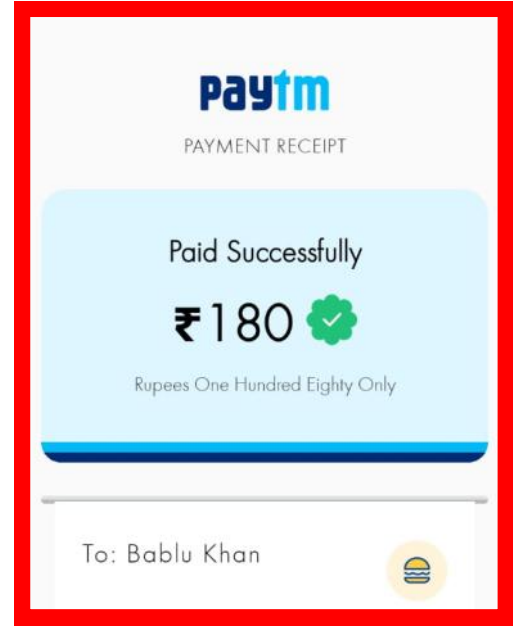 paytm
PAYMENT RECEIPT
Paid Successfully
₹180
Rupees One Hundred Eighty Only
To: Bablu Khan